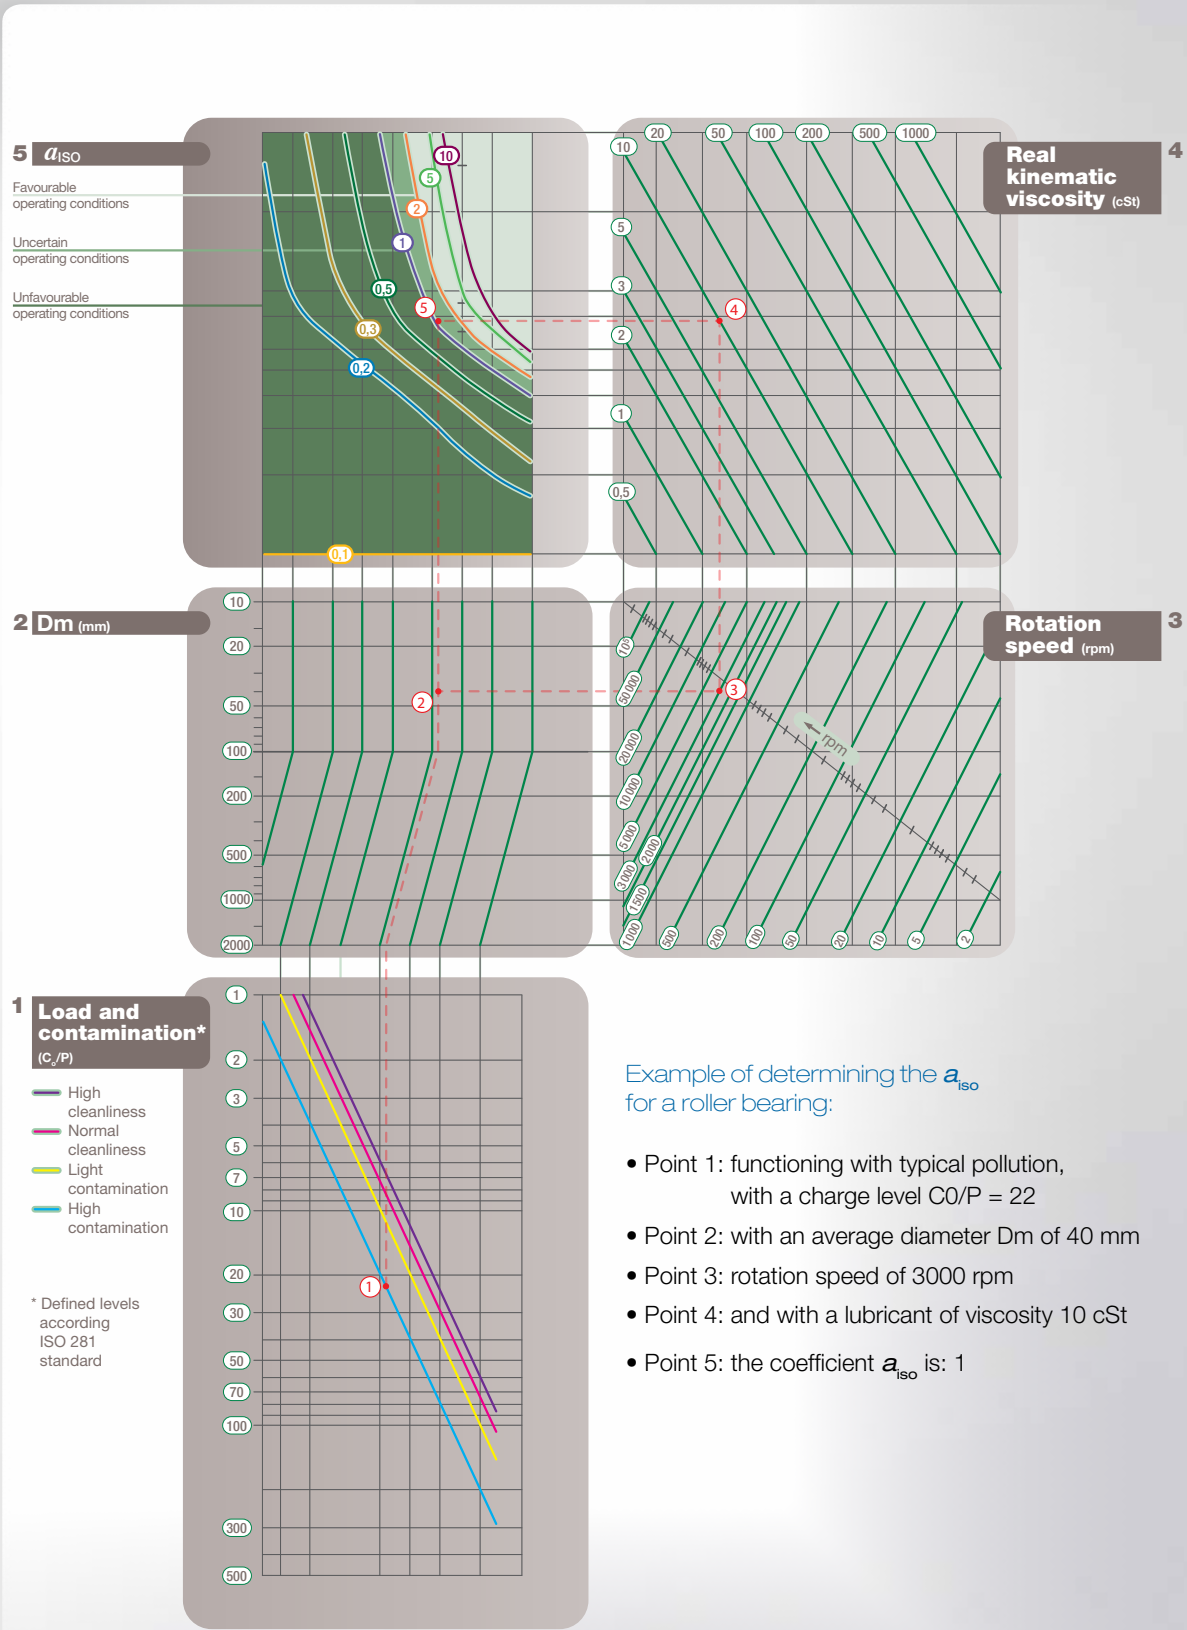 5 aISO
Favourable
operating conditions
Uncertain
operating conditions
Unfavourable
operating conditions
10
5
2
1
0,5
5
0,3
0,2
0,1
20
50
100
200
500
1000
10
5
3
2
1
0,5
4
Real
kinematic
viscosity (cSt)
4
2 Dm (mm)
10
20
50
100
200
500
1000
2000
2
Rotation
speed (rpm)
3
3
rpm
10⁵
50 000
20 000
10 000
5 000
3 000
2000
1500
1000
500
200
100
50
20
10
5
2
1 Load and
contamination*
(C₀/P)
High
cleanliness
Normal
cleanliness
Light
contamination
High
contamination
* Defined levels
according
ISO 281
standard
1
2
3
5
7
10
20
30
50
70
100
300
500
1
Example of determining the aiso
for a roller bearing:
• Point 1: functioning with typical pollution,
with a charge level C0/P = 22
• Point 2: with an average diameter Dm of 40 mm
• Point 3: rotation speed of 3000 rpm
• Point 4: and with a lubricant of viscosity 10 cSt
• Point 5: the coefficient aiso is: 1